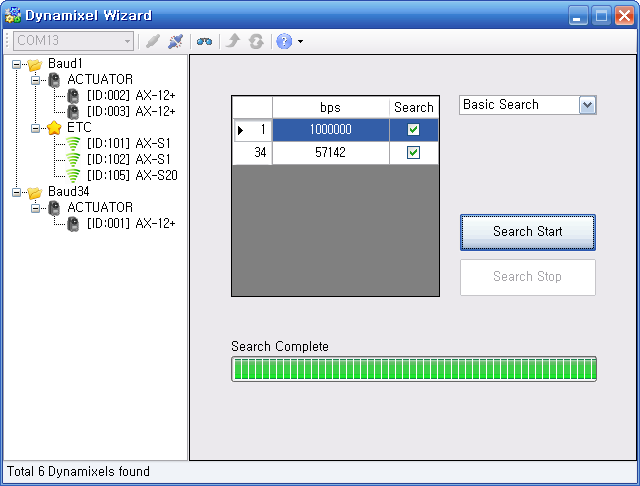 Dynamixel Wizard
COM13
Baud1
ACTUATOR
[ID:002] AX-12+
[ID:003] AX-12+
ETC
[ID:101] AX-S1
[ID:102] AX-S1
[ID:105] AX-S20
Baud34
ACTUATOR
[ID:001] AX-12+
bps Search
1 1000000
34 57142
Basic Search
Search Start
Search Stop
Search Complete
Total 6 Dynamixels found